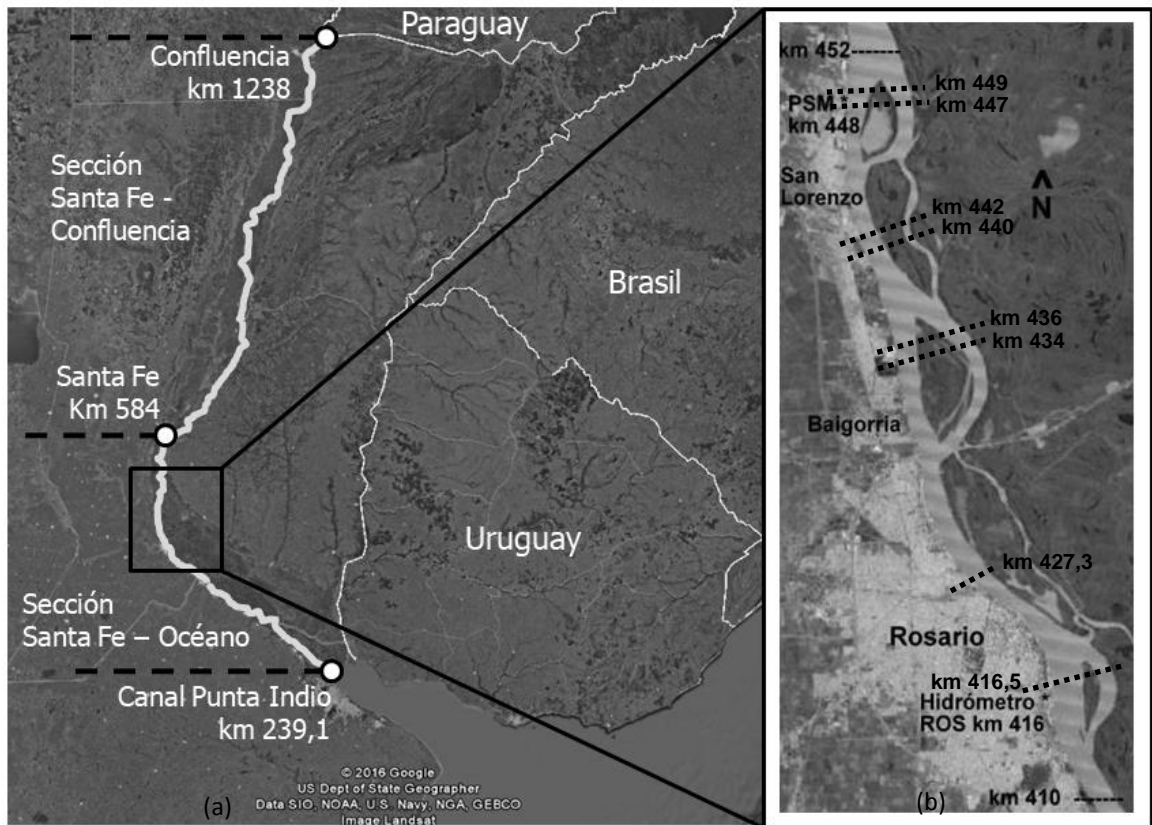 Paraguay
Confluencia
km 1238
Sección
Santa Fe -
Confluencia
Brasil
Santa Fe
Km 584
Uruguay
Sección
Santa Fe – Océano
Canal Punta Indio
km 239,1
© 2016 Google
US Dept of State Geographer
Data SIO, NOAA, U.S. Navy, NGA, GEBCO
Image Landsat
(a)
km 452
km 449
PSM *
km 447
km 448
San
Lorenzo
N
km 442
km 440
km 436
km 434
Baigorria
km 427,3
Rosario
km 416,5
Hidrómetro *
ROS km 416
km 410
(b)